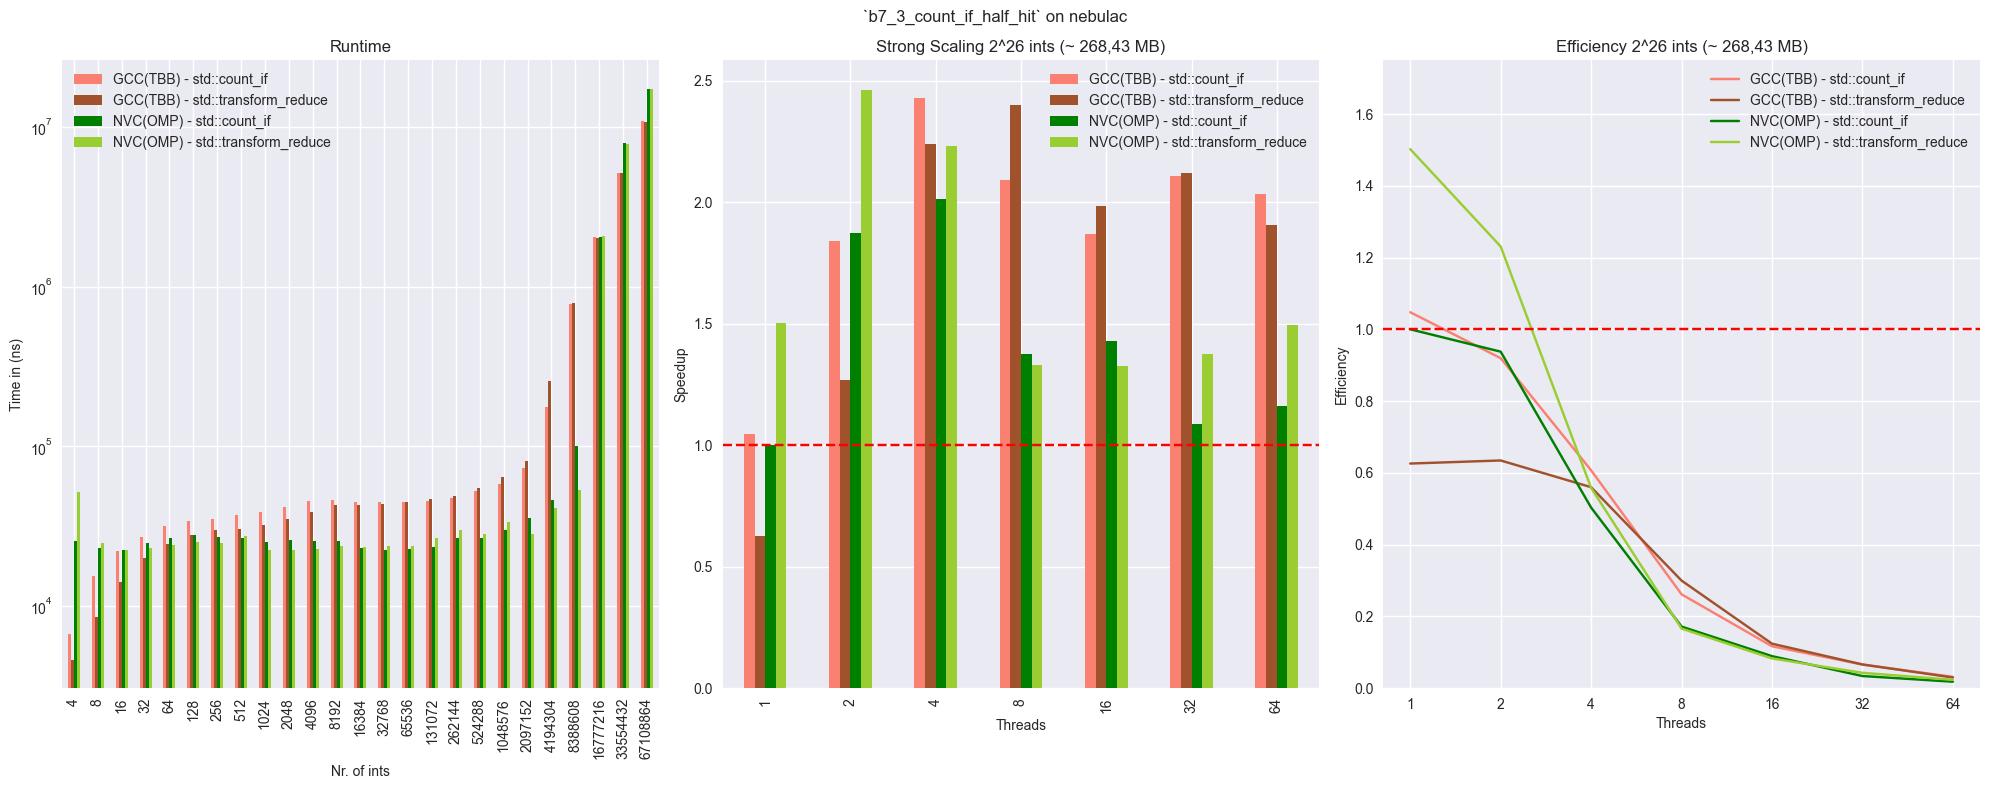 `b7_3_count_if_half_hit` on nebulac
Runtime
GCC(TBB) - std::count_if
GCC(TBB) - std::transform_reduce
NVC(OMP) - std::count_if
NVC(OMP) - std::transform_reduce
Time in (ns)
10^7
10^6
10^5
10^4
4
8
16
32
64
128
256
512
1024
2048
4096
8192
16384
32768
65536
131072
262144
524288
1048576
2097152
4194304
8388608
16777216
33554432
67108864
Nr. of ints
Strong Scaling 2^26 ints (~ 268,43 MB)
GCC(TBB) - std::count_if
GCC(TBB) - std::transform_reduce
NVC(OMP) - std::count_if
NVC(OMP) - std::transform_reduce
Speedup
2.5
2.0
1.5
1.0
0.5
0.0
1
2
4
8
16
32
64
Threads
Efficiency 2^26 ints (~ 268,43 MB)
GCC(TBB) - std::count_if
GCC(TBB) - std::transform_reduce
NVC(OMP) - std::count_if
NVC(OMP) - std::transform_reduce
Efficiency
1.6
1.4
1.2
1.0
0.8
0.6
0.4
0.2
0.0
1
2
4
8
16
32
64
Threads